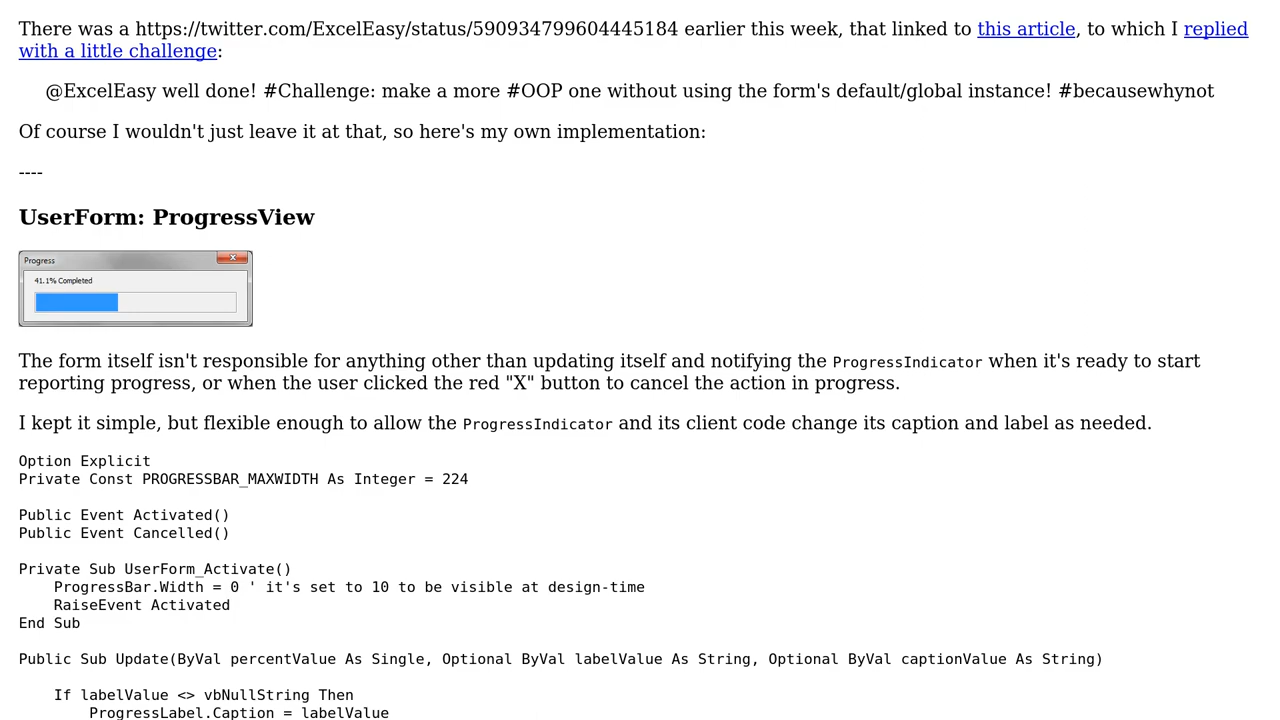 There was a https://twitter.com/ExcelEasy/status/590934799604445184 earlier this week, that linked to this article, to which I replied
with a little challenge:
@ExcelEasy well done! #Challenge: make a more #OOP one without using the form's default/global instance! #becausewhynot
Of course I wouldn't just leave it at that, so here's my own implementation:
----
UserForm: ProgressView
Progress
X
41.1% Completed
The form itself isn't responsible for anything other than updating itself and notifying the ProgressIndicator when it's ready to start
reporting progress, or when the user clicked the red "X" button to cancel the action in progress.
I kept it simple, but flexible enough to allow the ProgressIndicator and its client code change its caption and label as needed.
Option Explicit
Private Const PROGRESSBAR_MAXWIDTH As Integer = 224
Public Event Activated()
Public Event Cancelled()
Private Sub UserForm_Activate()
    ProgressBar.Width = 0 ' it's set to 10 to be visible at design-time
    RaiseEvent Activated
End Sub
Public Sub Update(ByVal percentValue As Single, Optional ByVal labelValue As String, Optional ByVal captionValue As String)
    If labelValue <> vbNullString Then
        ProgressLabel.Caption = labelValue